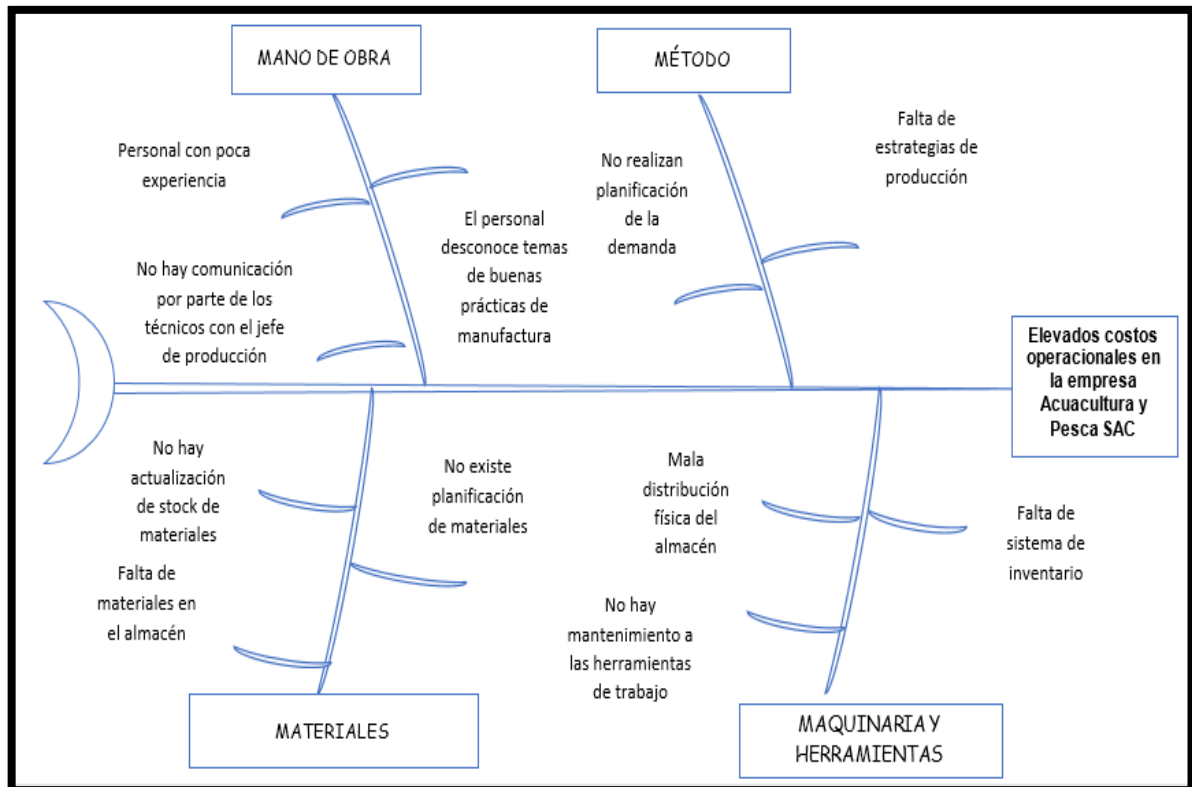 MANO DE OBRA
MÉTODO
Personal con poca
experiencia
No hay comunicación
por parte de los
técnicos con el jefe
de producción
El personal
desconoce temas
de buenas
prácticas de
manufactura
No realizan
planificación
de la
demanda
Falta de
estrategias de
producción
Elevados costos
operacionales en
la empresa
Acuacultura y
Pesca SAC
No hay
actualización
de stock de
materiales
Falta de
materiales en
el almacén
No existe
planificación
de materiales
Mala
distribución
física del
almacén
No hay
mantenimiento a
las herramientas
de trabajo
Falta de
sistema de
inventario
MATERIALES
MAQUINARIA Y
HERRAMIENTAS